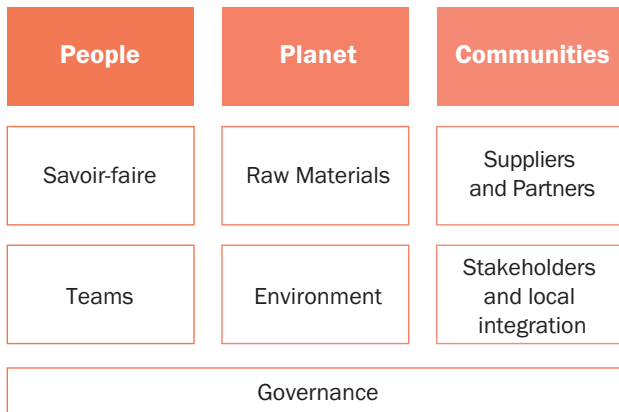 People
Planet
Communities
Savoir-faire
Raw Materials
Suppliers
and Partners
Teams
Environment
Stakeholders
and local
integration
Governance